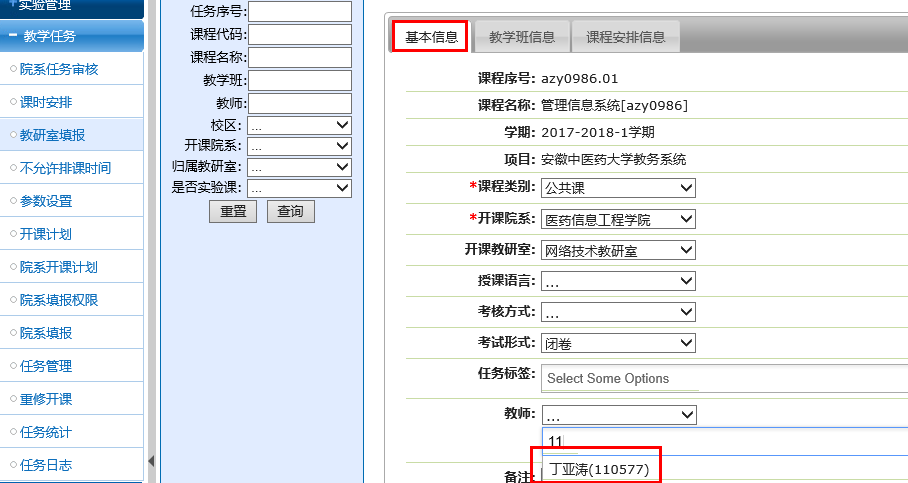 实验管理
教学任务
院系任务审核
课时安排
教研室填报
不允许排课时间
参数设置
开课计划
院系开课计划
院系填报权限
院系填报
任务管理
重修开课
任务统计
任务日志
任务序号:
课程代码:
课程名称:
教学班:
教师:
校区: ...
开课院系: ...
归属教研室: ...
是否实验课: ...
重置 查询
基本信息 教学班信息 课程安排信息
课程序号: azy0986.01
课程名称: 管理信息系统[azy0986]
学期: 2017-2018-1学期
项目: 安徽中医药大学教务系统
*课程类别: 公共课
*开课院系: 医药信息工程学院
开课教研室: 网络技术教研室
授课语言: ...
考核方式: ...
考试形式: 闭卷
任务标签: Select Some Options
教师: ...
11
丁亚涛(110577)
备注: